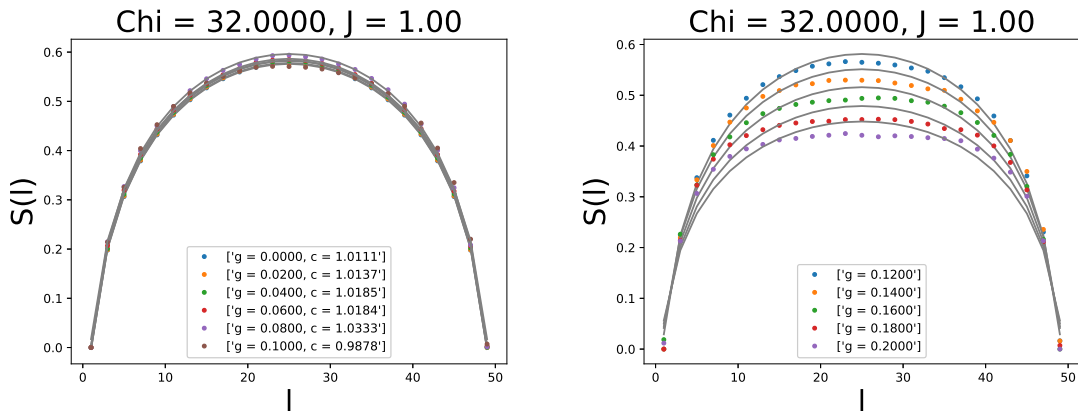 Chi = 32.0000, J = 1.00
S(l)
0.6
0.5
0.4
0.3
0.2
0.1
0.0
['g = 0.0000, c = 1.0111']
['g = 0.0200, c = 1.0137']
['g = 0.0400, c = 1.0185']
['g = 0.0600, c = 1.0184']
['g = 0.0800, c = 1.0333']
['g = 0.1000, c = 0.9878']
0 10 20 30 40 50
l
Chi = 32.0000, J = 1.00
S(l)
0.6
0.5
0.4
0.3
0.2
0.1
0.0
['g = 0.1200']
['g = 0.1400']
['g = 0.1600']
['g = 0.1800']
['g = 0.2000']
0 10 20 30 40 50
l